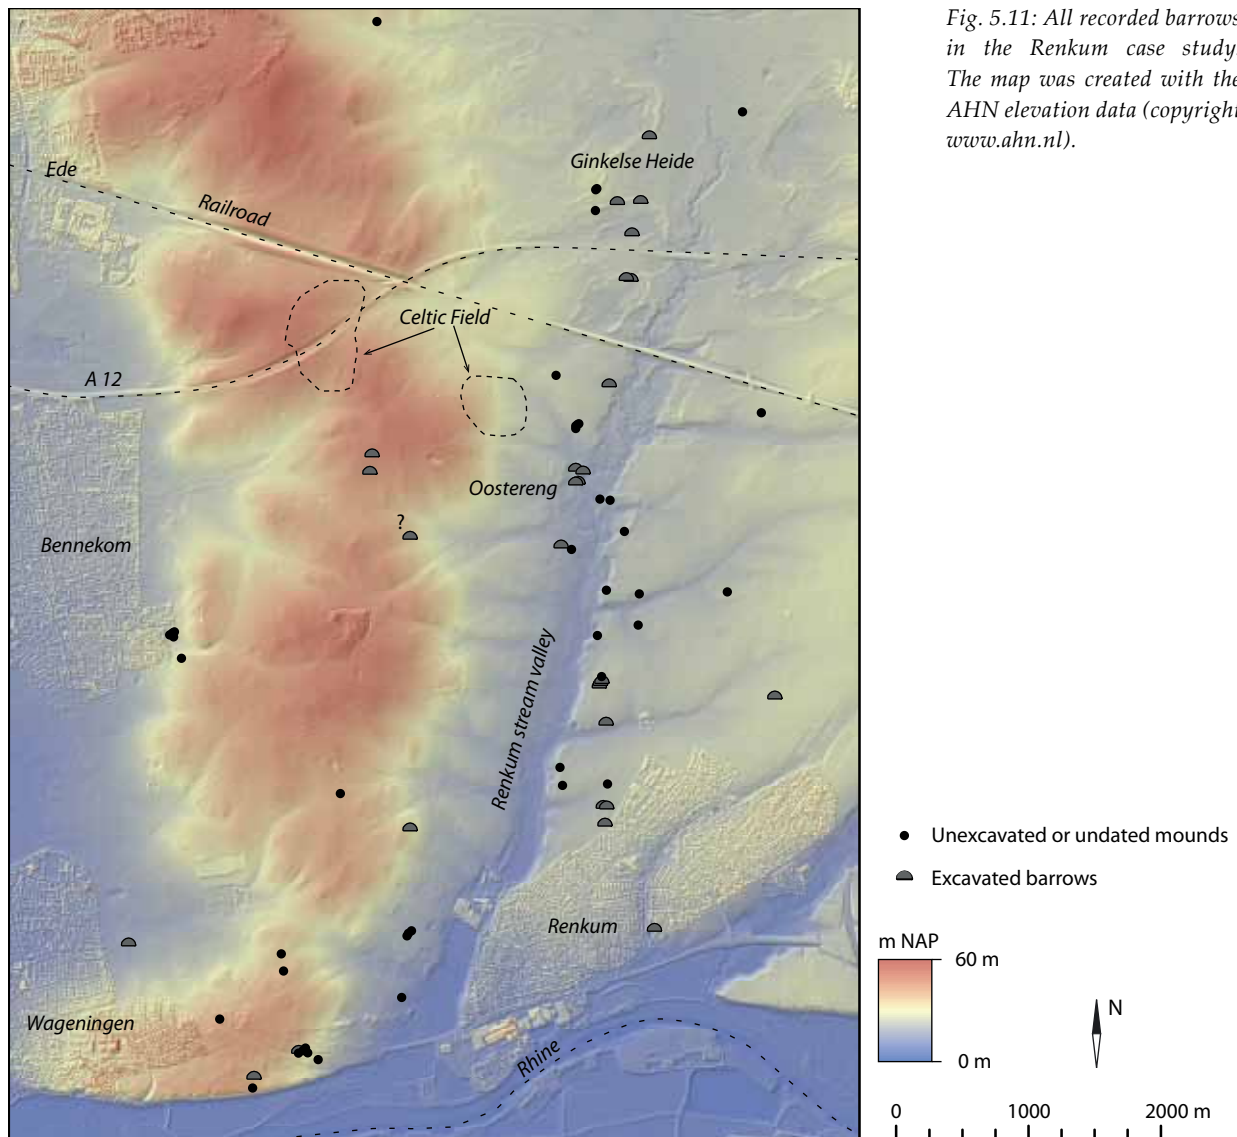 Fig. 5.11: All recorded barrows
in the Renkum case study.
The map was created with the
AHN elevation data (copyright
www.ahn.nl).
Ginkelse Heide
Ede
Railroad
Celtic Field
A 12
Oostereng
?
Bennekom
Renkum stream valley
Unexcavated or undated mounds
Excavated barrows
Renkum
m NAP
60 m
N
Wageningen
0 m
Rhine
0 1000 2000 m